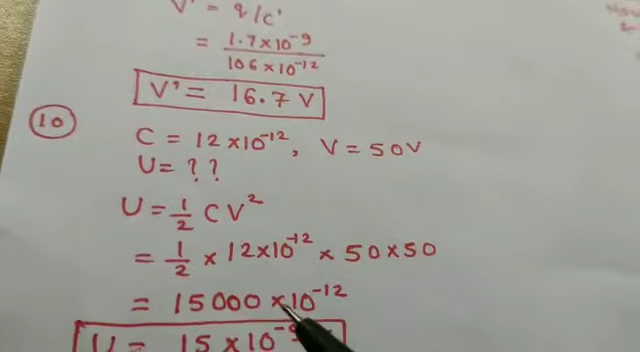 V' = q/c'
= 1.7×10⁻⁹ / 106×10⁻¹²
V' = 16.7 V
10
C = 12×10⁻¹², V = 50V
U = ??
U = 1/2 CV²
= 1/2 × 12×10⁻¹² × 50×50
= 15000 ×10⁻¹²
U = 15 ×10